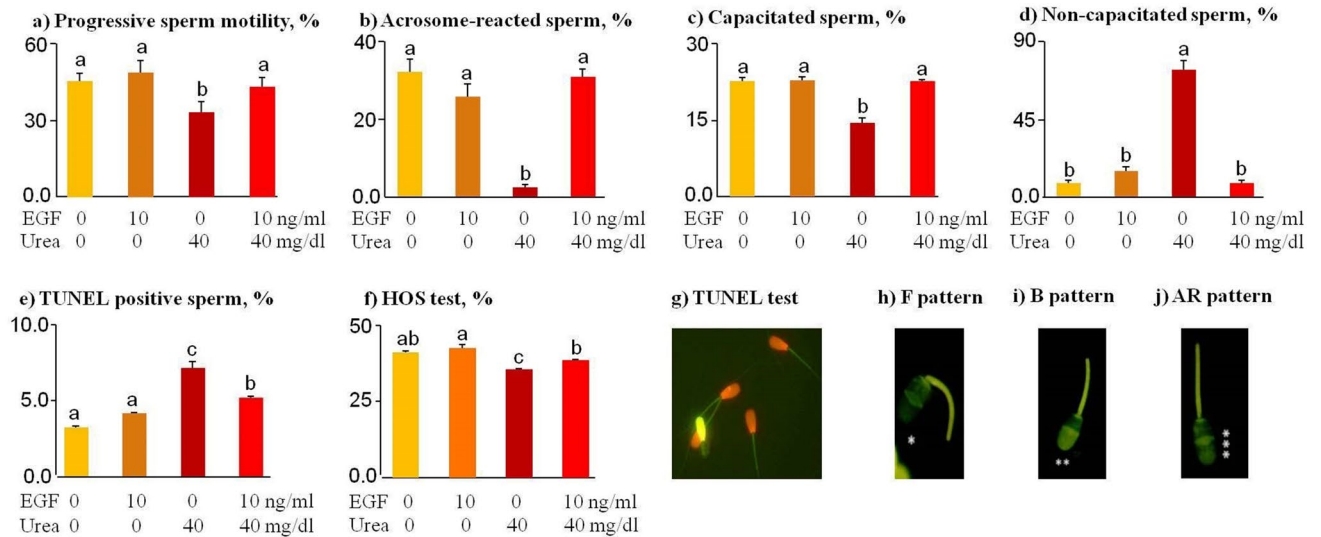 a) Progressive sperm motility, %
60
30
0.0
a
a
b
a
EGF 0 10 0 10 ng/ml
Urea 0 0 40 40 mg/dl
b) Acrosome-reacted sperm, %
40
20
0.0
a
a
b
a
EGF 0 10 0 10 ng/ml
Urea 0 0 40 40 mg/dl
c) Capacitated sperm, %
30
15
0.0
a
a
b
a
EGF 0 10 0 10 ng/ml
Urea 0 0 40 40 mg/dl
d) Non-capacitated sperm, %
90
45
0.0
b
b
a
b
EGF 0 10 0 10 ng/ml
Urea 0 0 40 40 mg/dl
e) TUNEL positive sperm, %
10.0
5.0
0.0
a
a
c
b
EGF 0 10 0 10 ng/ml
Urea 0 0 40 40 mg/dl
f) HOS test, %
50
25
0.0
ab
a
c
b
EGF 0 10 0 10 ng/ml
Urea 0 0 40 40 mg/dl
g) TUNEL test
h) F pattern
*
i) B pattern
**
j) AR pattern
***